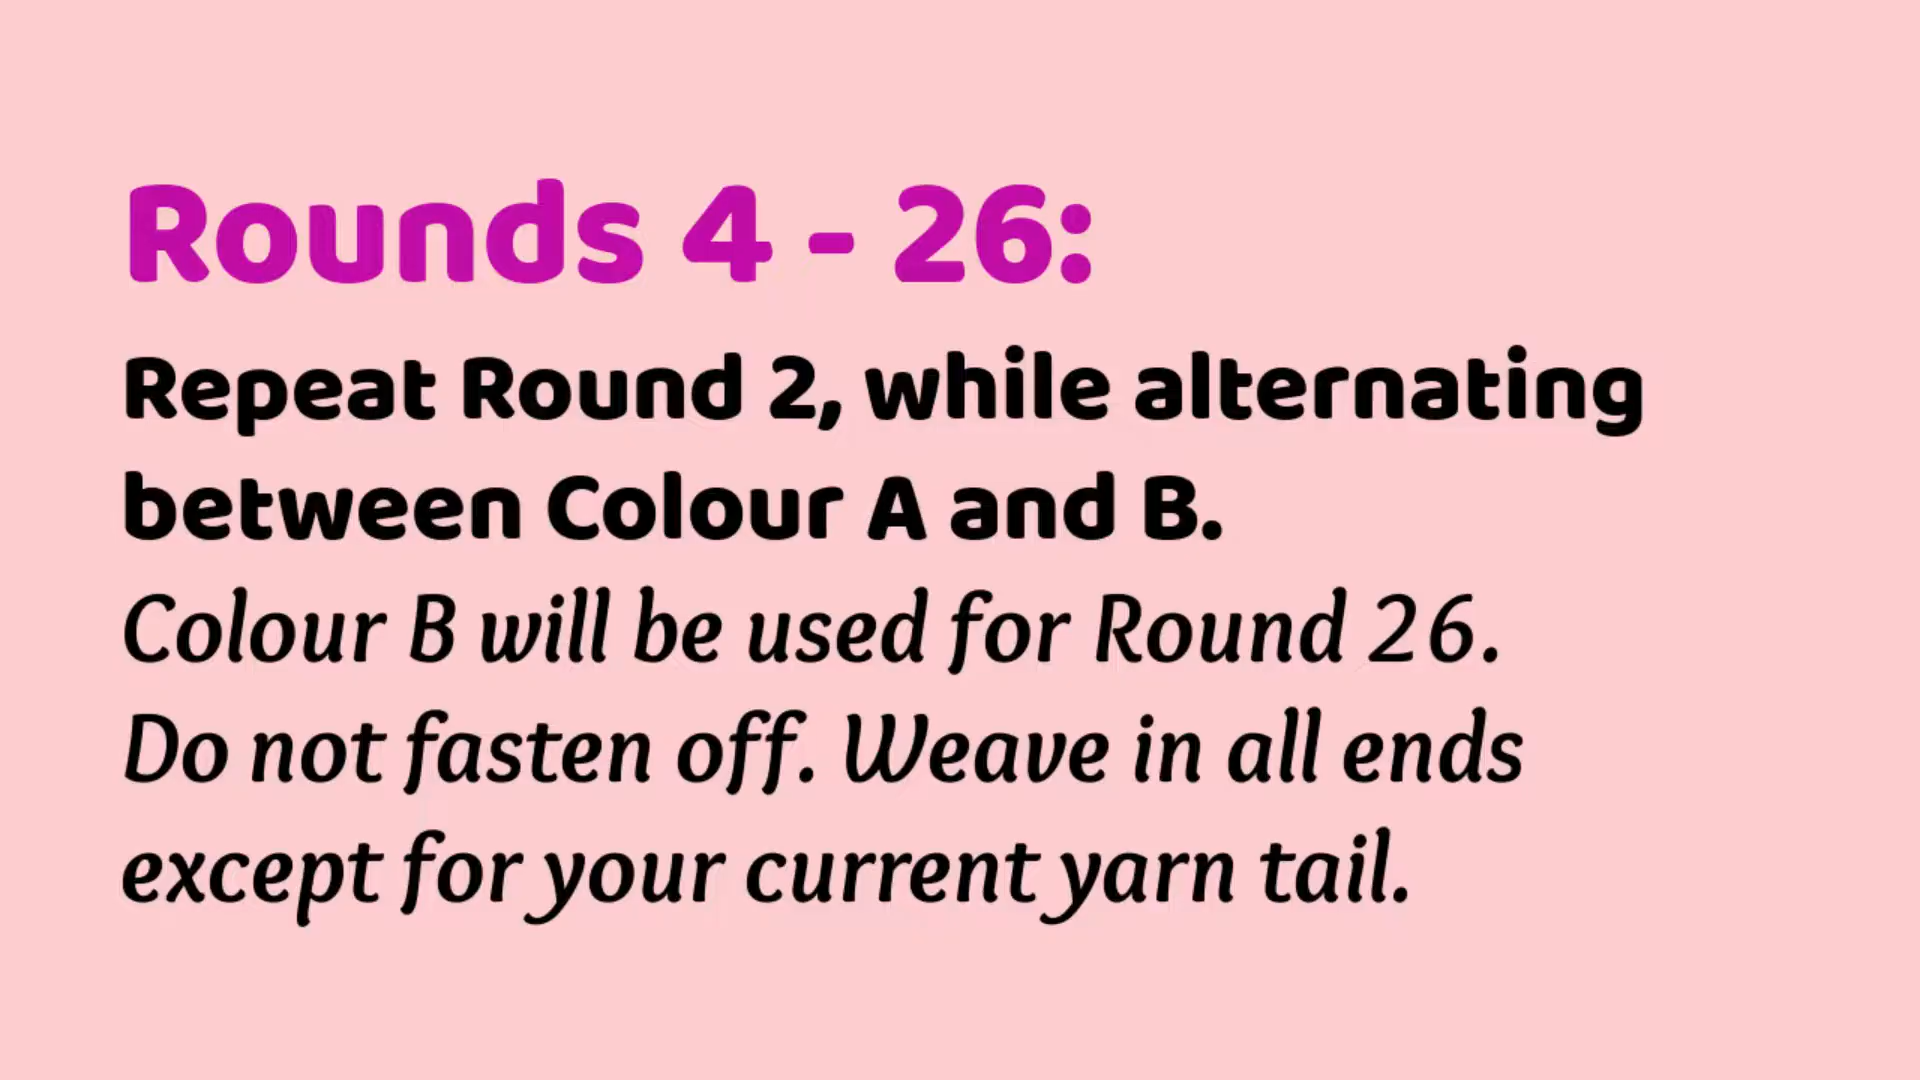 Rounds 4 - 26:
Repeat Round 2, while alternating
between Colour A and B.
Colour B will be used for Round 26.
Do not fasten off. Weave in all ends
except for your current yarn tail.